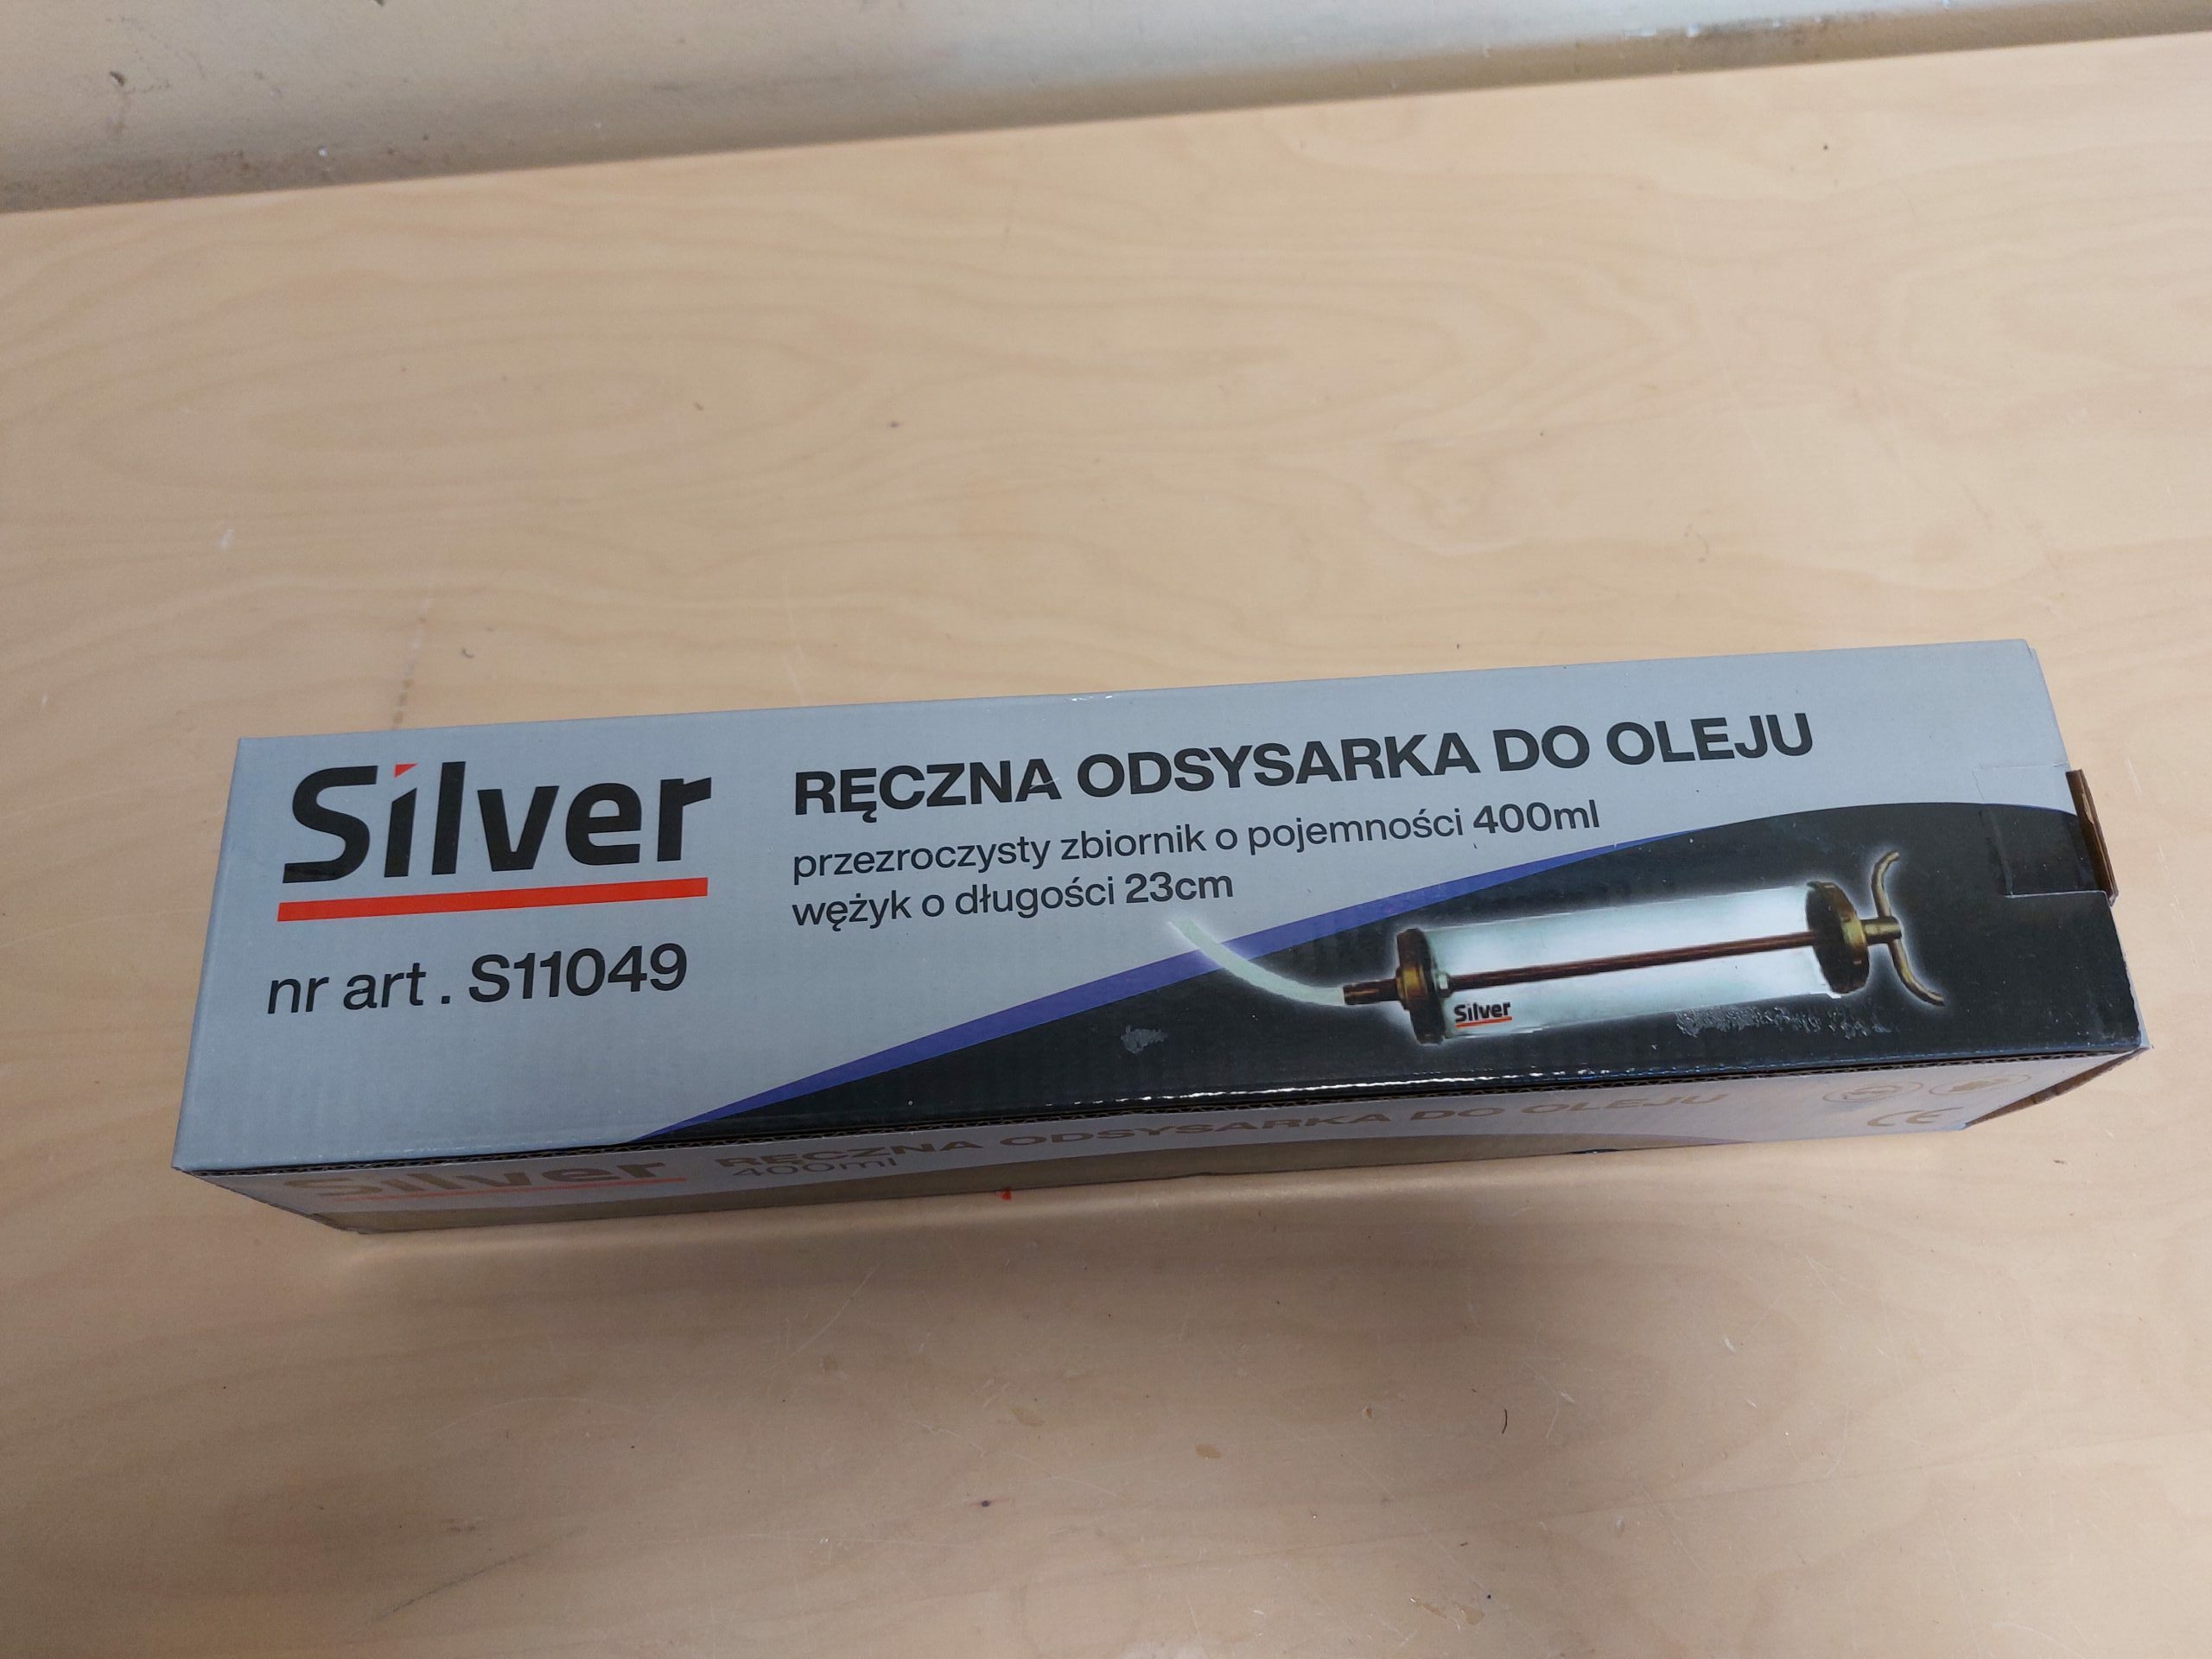 Silver
nr art. S11049
RĘCZNA ODSYSARKA DO OLEJU
przezroczysty zbiornik o pojemności 400ml
wężyk o długości 23cm
Silver
Silver
RĘCZNA ODSYSARKA DO OLEJU
400ml
CE